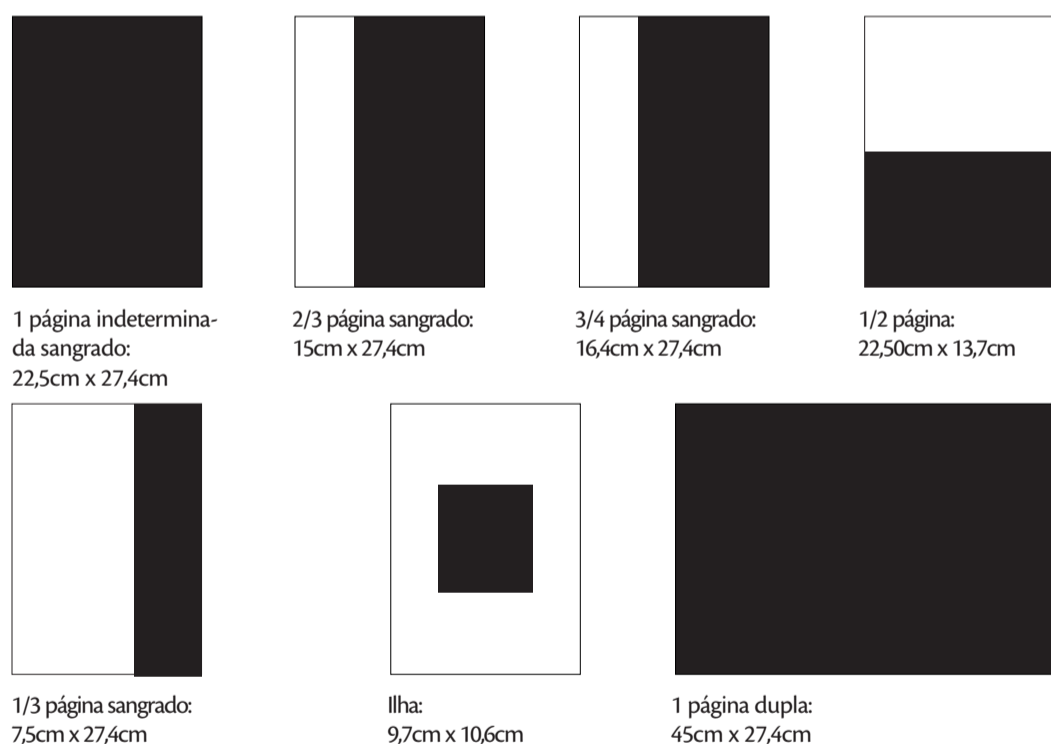 1 página indetermina-
da sangrado:
22,5cm x 27,4cm
2/3 página sangrado:
15cm x 27,4cm
3/4 página sangrado:
16,4cm x 27,4cm
1/2 página:
22,50cm x 13,7cm
1/3 página sangrado:
7,5cm x 27,4cm
Ilha:
9,7cm x 10,6cm
1 página dupla:
45cm x 27,4cm